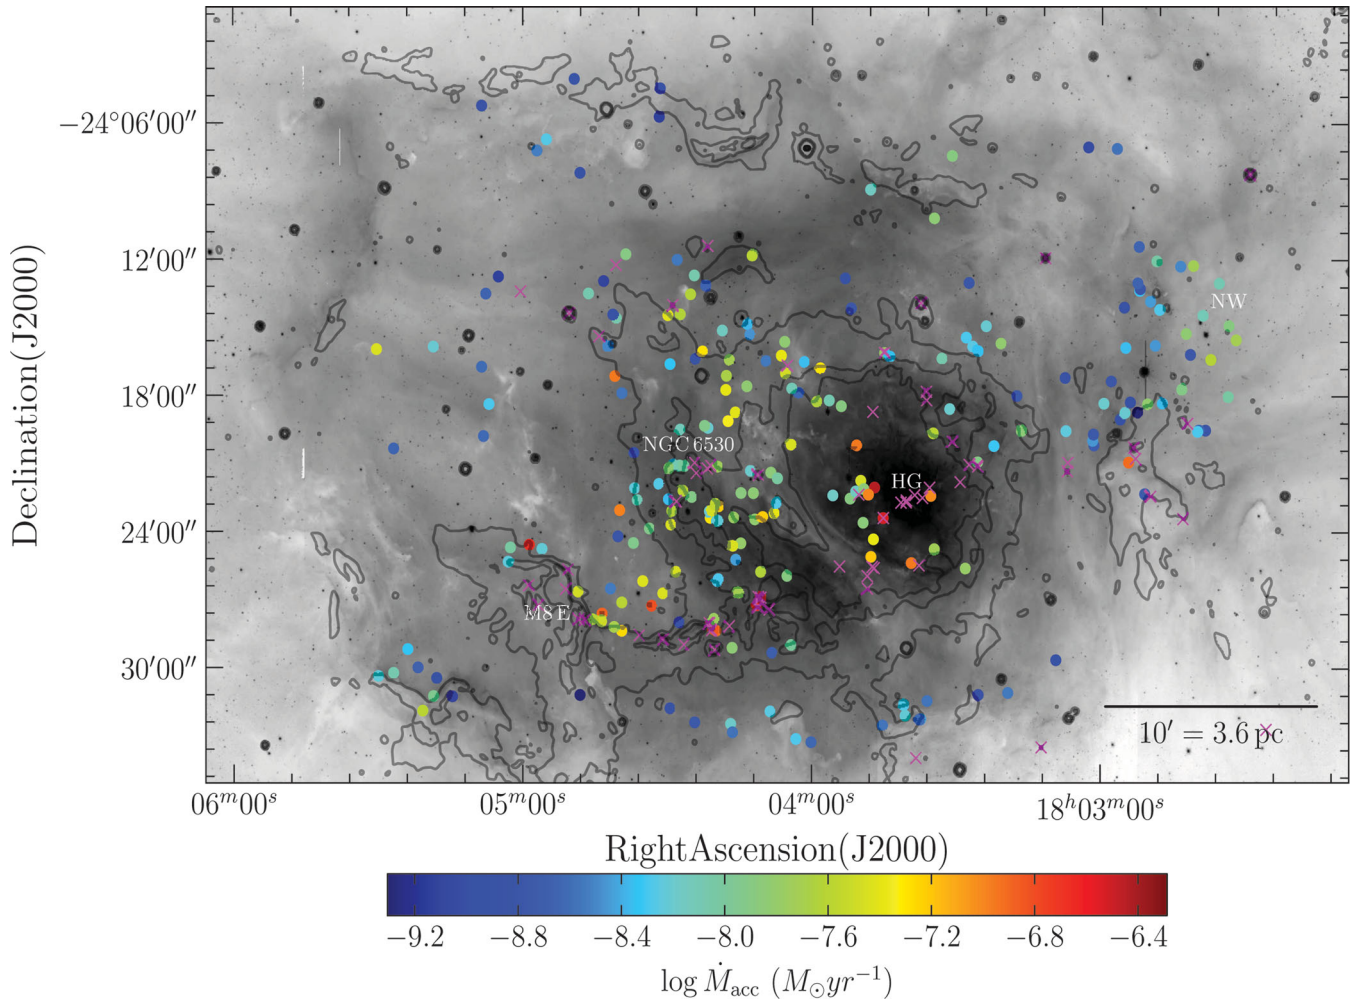 Declination(J2000)
−24°06′00″
12′00″
18′00″
24′00″
30′00″
NW
NGC 6530
HG
M8 E
10′ = 3.6 pc
06ᵐ00ˢ
05ᵐ00ˢ
04ᵐ00ˢ
18ʰ03ᵐ00ˢ
RightAscension(J2000)
−9.2
−8.8
−8.4
−8.0
−7.6
−7.2
−6.8
−6.4
log Ṁacc (M⊙yr⁻¹)